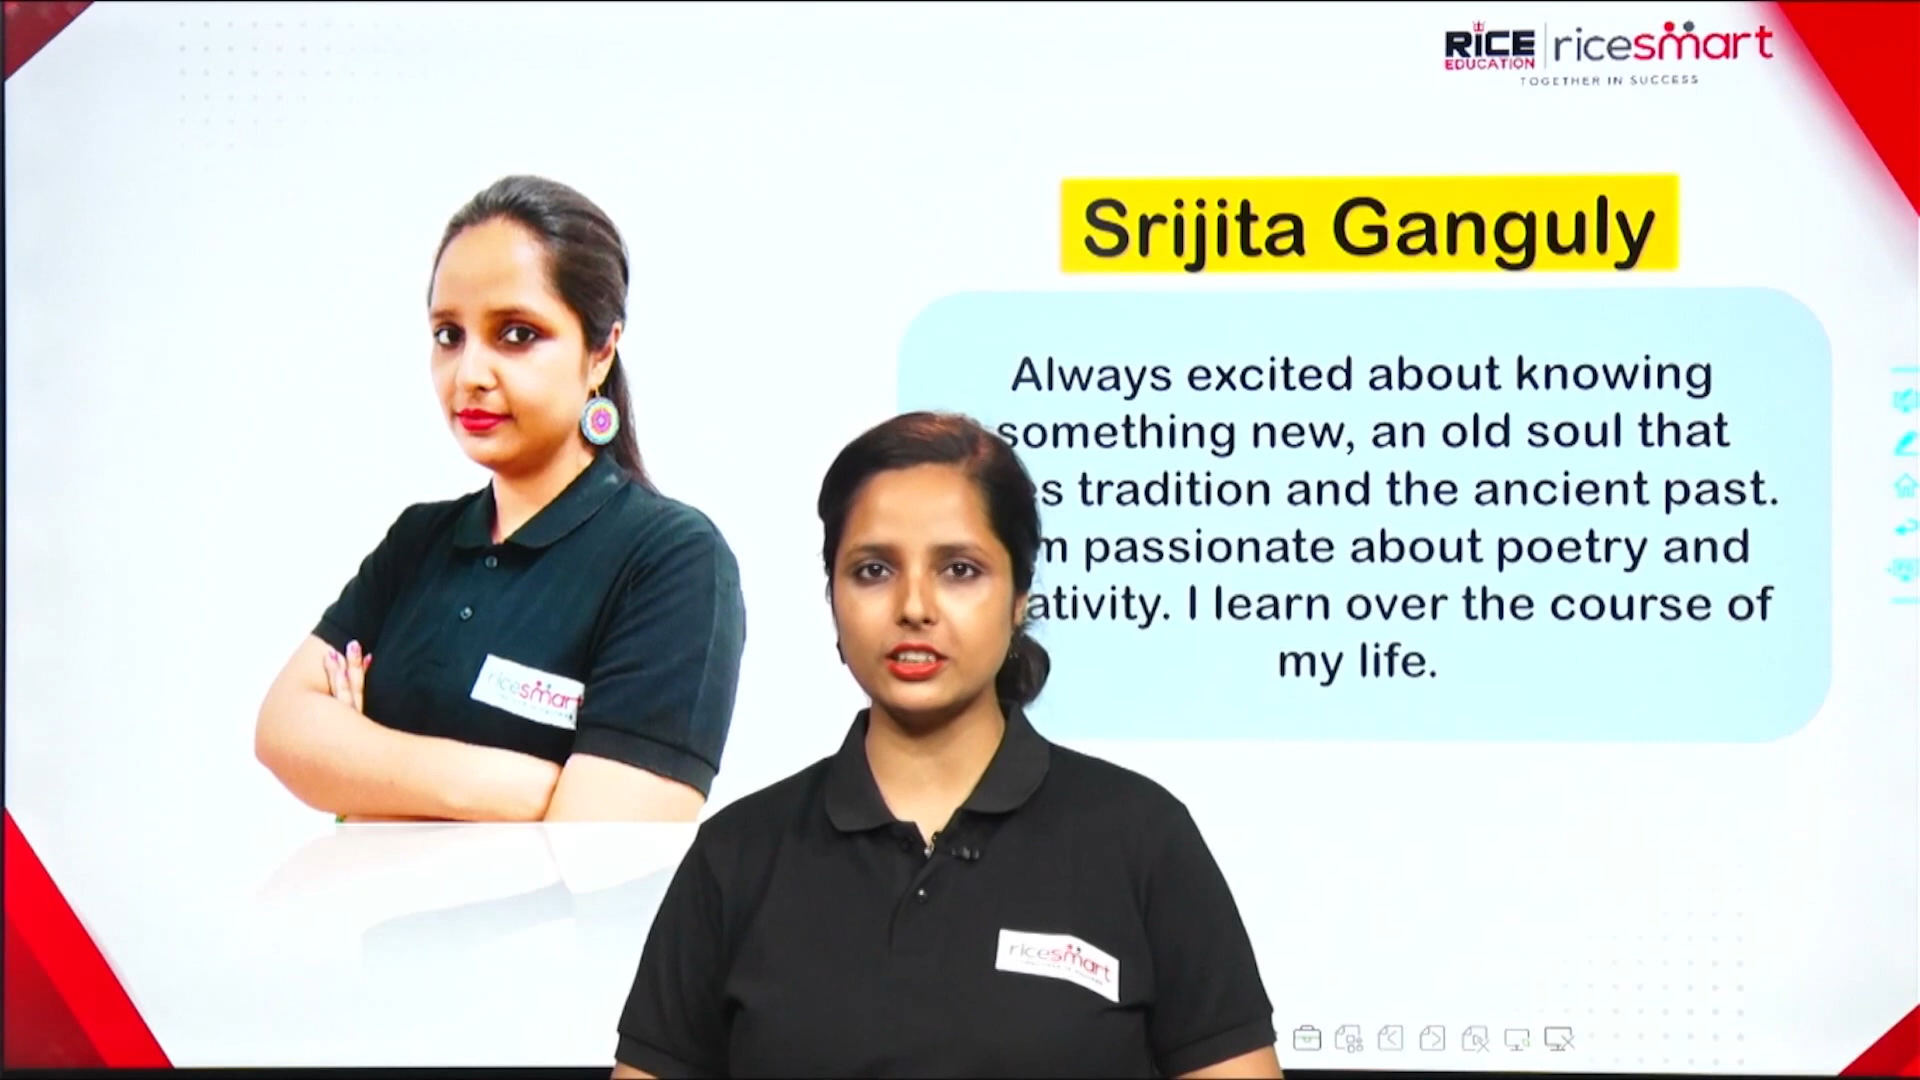 RICE
EDUCATION
ricesmart
TOGETHER IN SUCCESS
Srijita Ganguly
Always excited about knowing
something new, an old soul that
s tradition and the ancient past.
m passionate about poetry and
ativity. I learn over the course of
my life.
ricesmart
ricesmart